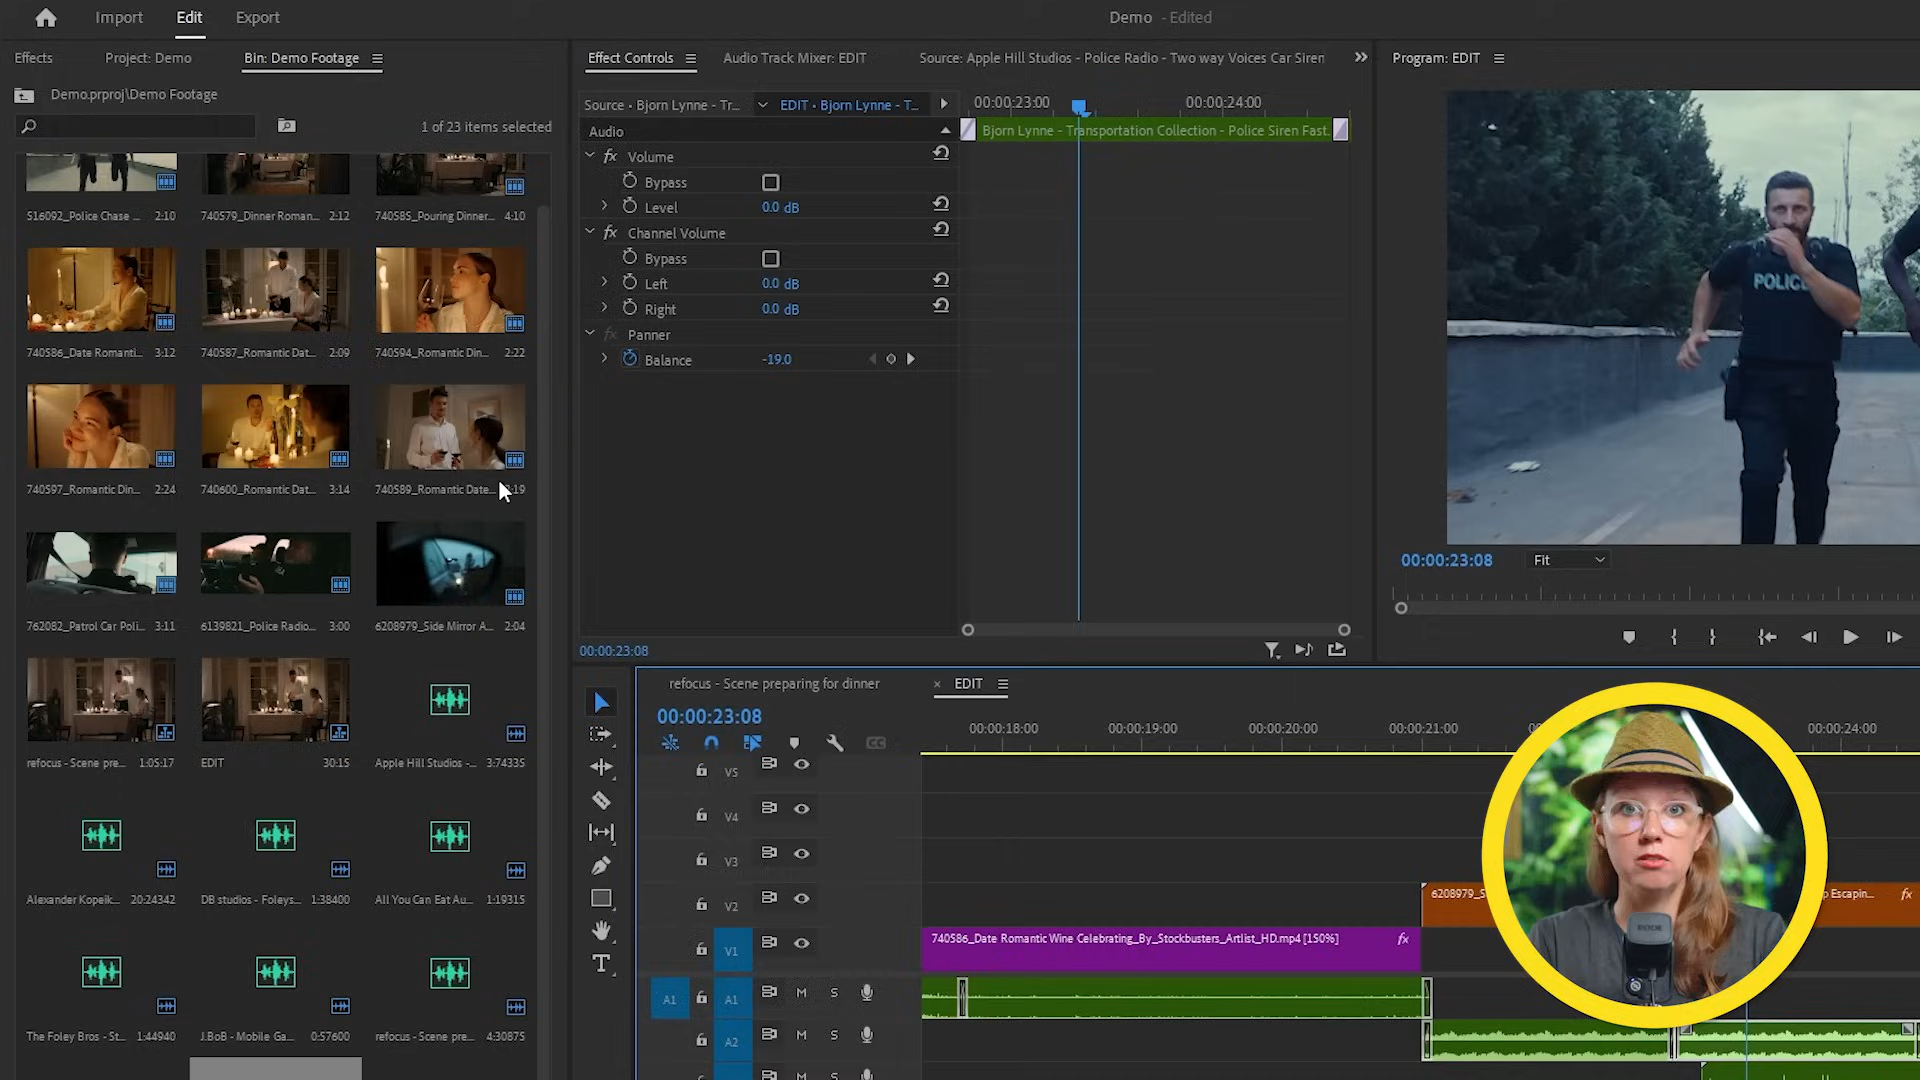 Import
Edit
Export
Demo - Edited
Effects
Project: Demo
Bin: Demo Footage
Demo.prproj\Demo Footage
1 of 23 items selected
516092_Police Chase ... 2:10
740579_Dinner Roman... 2:12
740585_Pouring Dinner... 4:10
740586_Date Romanti... 3:12
740587_Romantic Dat... 2:09
740594_Romantic Din... 2:22
740597_Romantic Din... 2:24
740600_Romantic Dat... 3:14
740589_Romantic Date... :19
762082_Patrol Car Poli... 3:11
6139821_Police Radio... 3:00
6208979_Side Mirror A... 2:04
refocus - Scene pre... 1:05:17
EDIT 30:15
Apple Hill Studios -... 3:74335
Alexander Kopeik... 20:24342
DB studios - Foleys... 1:38400
All You Can Eat Au... 1:19315
The Foley Bros - St... 1:44940
J.BoB - Mobile Ga... 0:57600
refocus - Scene pre... 4:30875
Effect Controls
Audio Track Mixer: EDIT
Source: Apple Hill Studios - Police Radio - Two way Voices Car Siren
Source • Bjorn Lynne - Tr...
EDIT • Bjorn Lynne - T...
00:00:23:00
00:00:24:00
Audio
Bjorn Lynne - Transportation Collection - Police Siren Fast.
fx Volume
Bypass
Level 0.0 dB
fx Channel Volume
Bypass
Left 0.0 dB
Right 0.0 dB
fx Panner
Balance -19.0
00:00:23:08
Program: EDIT
POLICE
00:00:23:08
Fit
refocus - Scene preparing for dinner
× EDIT
00:00:23:08
00:00:18:00
00:00:19:00
00:00:20:00
00:00:21:00
00:00:24:00
V5
V4
V3
V2
6208979_S
p Escapin... fx
V1
740586_Date Romantic Wine Celebrating_By_Stockbusters_Artlist_HD.mp4 [150%] fx
A1 A1 M S
A2 M S
M S
RODE